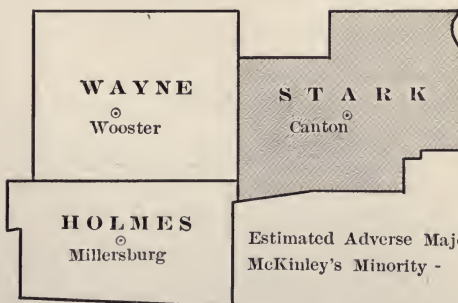 WAYNE
Wooster
STARK
Canton
HOLMES
Millersburg
Estimated Adverse Maj
McKinley's Minority -